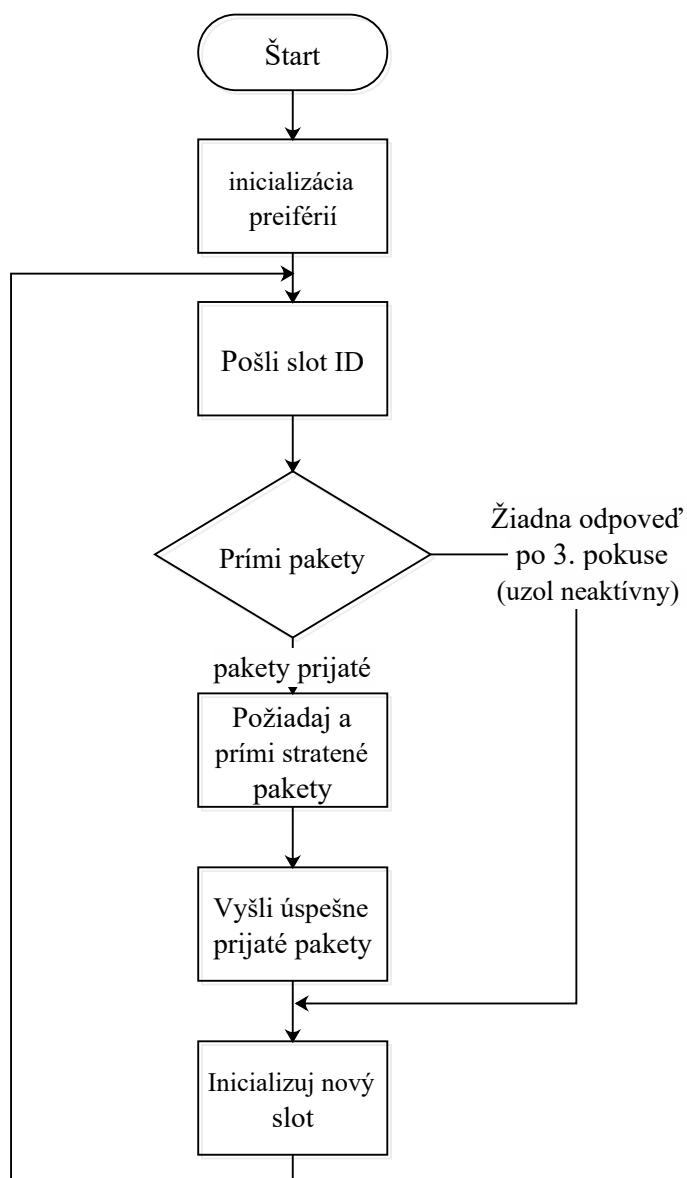 Štart
inicializácia
preiférií
Pošli slot ID
Prími pakety
Žiadna odpoveď
po 3. pokuse
(uzol neaktívny)
pakety prijaté
Požiadaj a
prími stratené
pakety
Vyšli úspešne
prijaté pakety
Inicializuj nový
slot